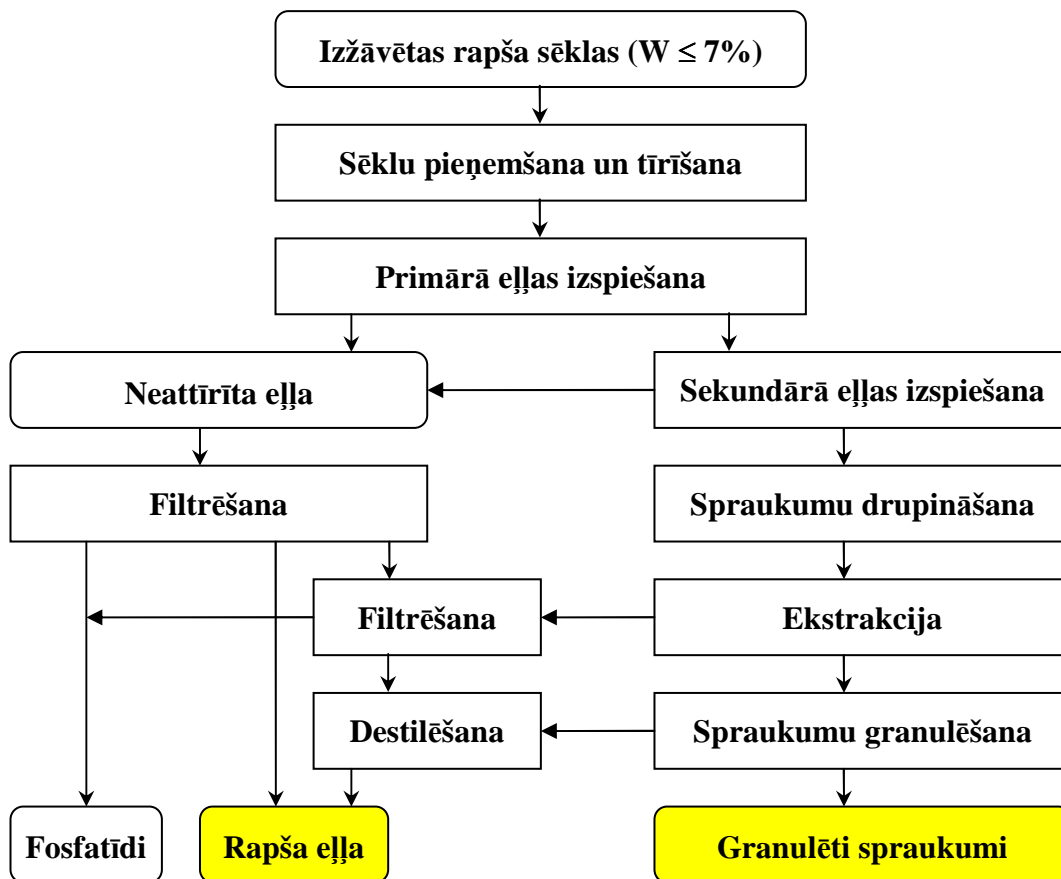 Izžāvētas rapša sēklas (W ≤ 7%)
Sēklu pieņemšana un tīrīšana
Primārā eļļas izspiešana
Neattīrīta eļļa
Sekundārā eļļas izspiešana
Filtrēšana
Spraukumu drupināšana
Filtrēšana
Ekstrakcija
Destilēšana
Spraukumu granulēšana
Fosfatīdi
Rapša eļļa
Granulēti spraukumi